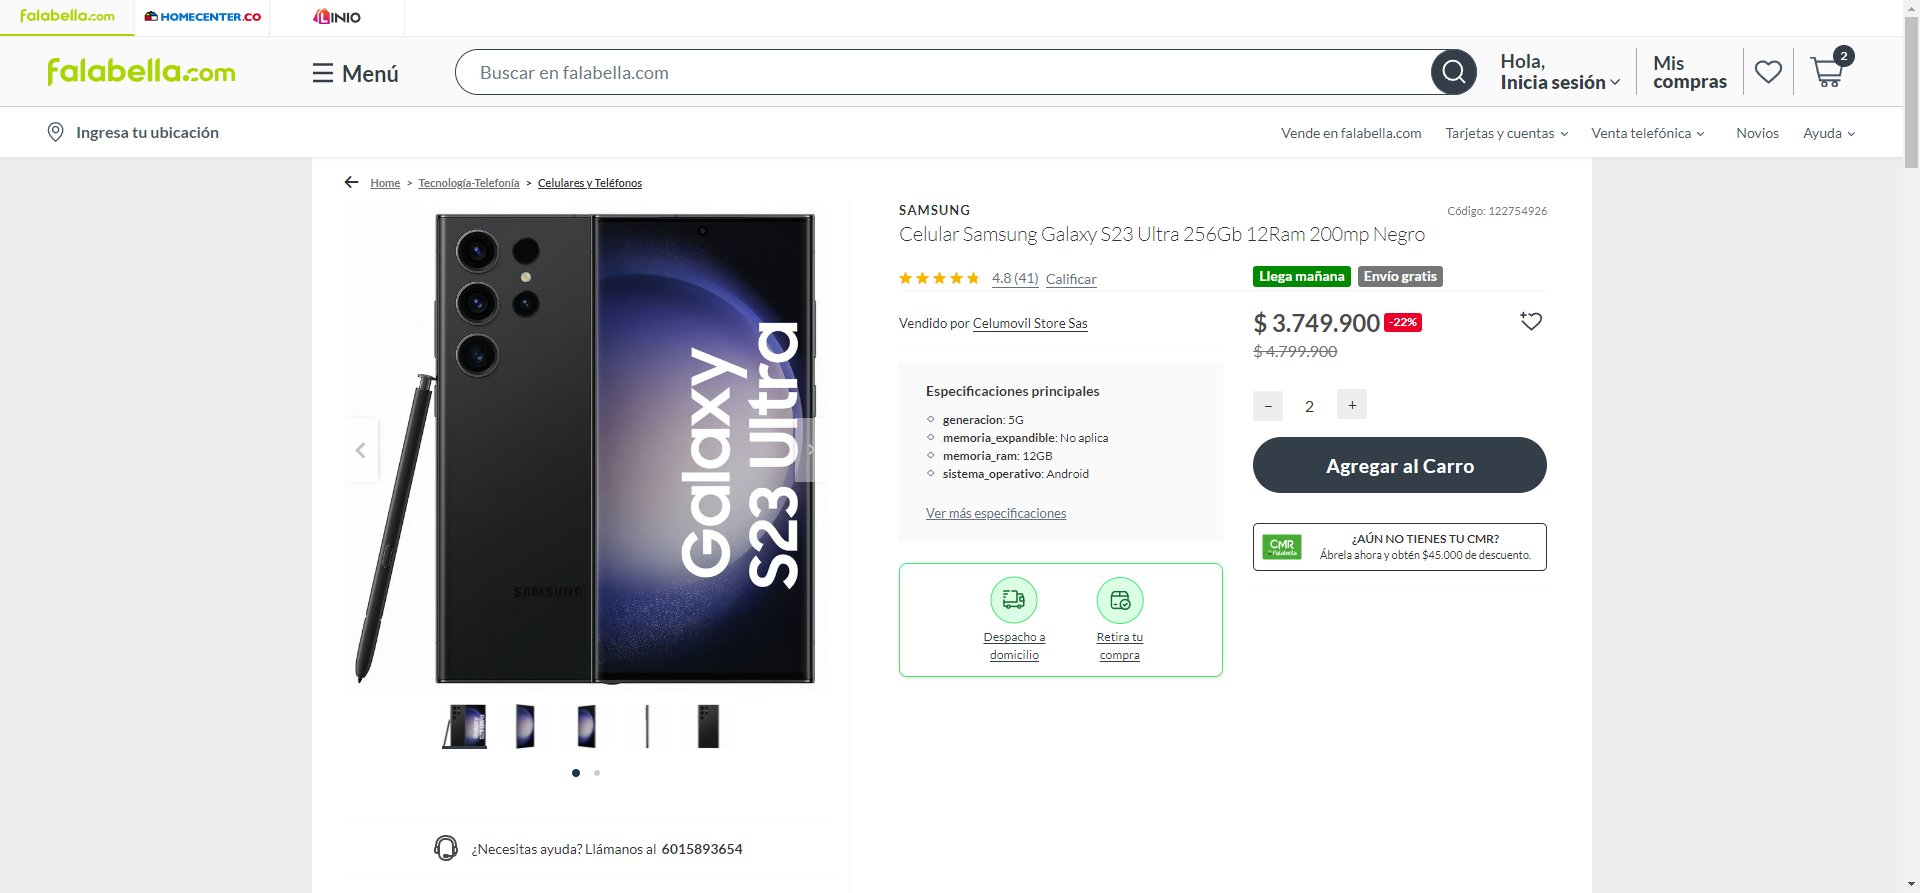 falabella.com
HOMECENTER.CO
LINIO
falabella.com
Menú
Buscar en falabella.com
Hola,
Inicia sesión
Mis
compras
2
Ingresa tu ubicación
Vende en falabella.com
Tarjetas y cuentas
Venta telefónica
Novios
Ayuda
Home > Tecnología-Telefonía > Celulares y Teléfonos
SAMSUNG
Código: 122754926
Celular Samsung Galaxy S23 Ultra 256Gb 12Ram 200mp Negro
4.8 (41) Calificar
Llega mañana
Envío gratis
Vendido por Celumovil Store Sas
$ 3.749.900 -22%
$ 4.799.900
Especificaciones principales
generacion: 5G
memoria_expandible: No aplica
memoria_ram: 12GB
sistema_operativo: Android
Ver más especificaciones
- 2 +
Agregar al Carro
CMR
Falabella
¿AÚN NO TIENES TU CMR?
Ábrela ahora y obtén $45.000 de descuento.
Despacho a
domicilio
Retira tu
compra
Galaxy
S23 Ultra
SAMSUNG
¿Necesitas ayuda? Llámanos al 6015893654